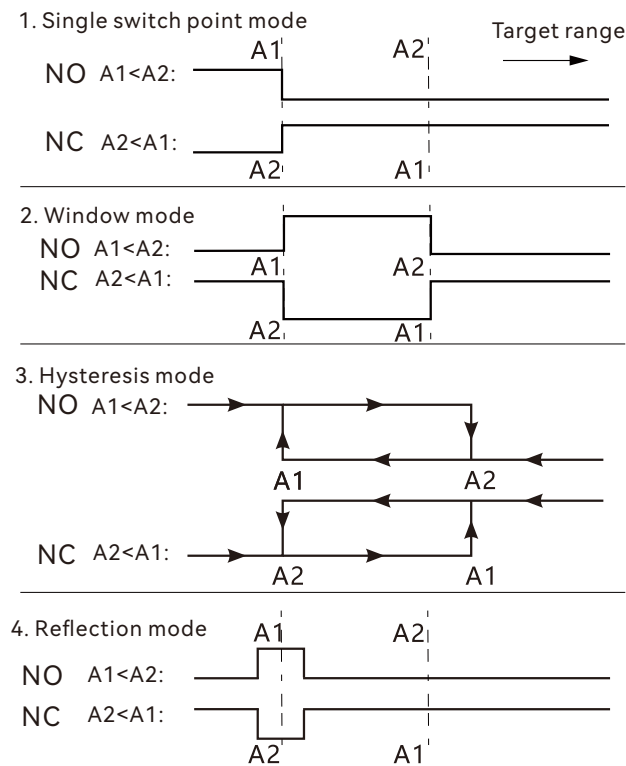 1. Single switch point mode
Target range
A1 A2
NO A1<A2:
NC A2<A1:
A2 A1
2. Window mode
NO A1<A2:
A1 A2
NC A2<A1:
A2 A1
3. Hysteresis mode
NO A1<A2:
A1 A2
NC A2<A1:
A2 A1
4. Reflection mode
A1 A2
NO A1<A2:
NC A2<A1:
A2 A1